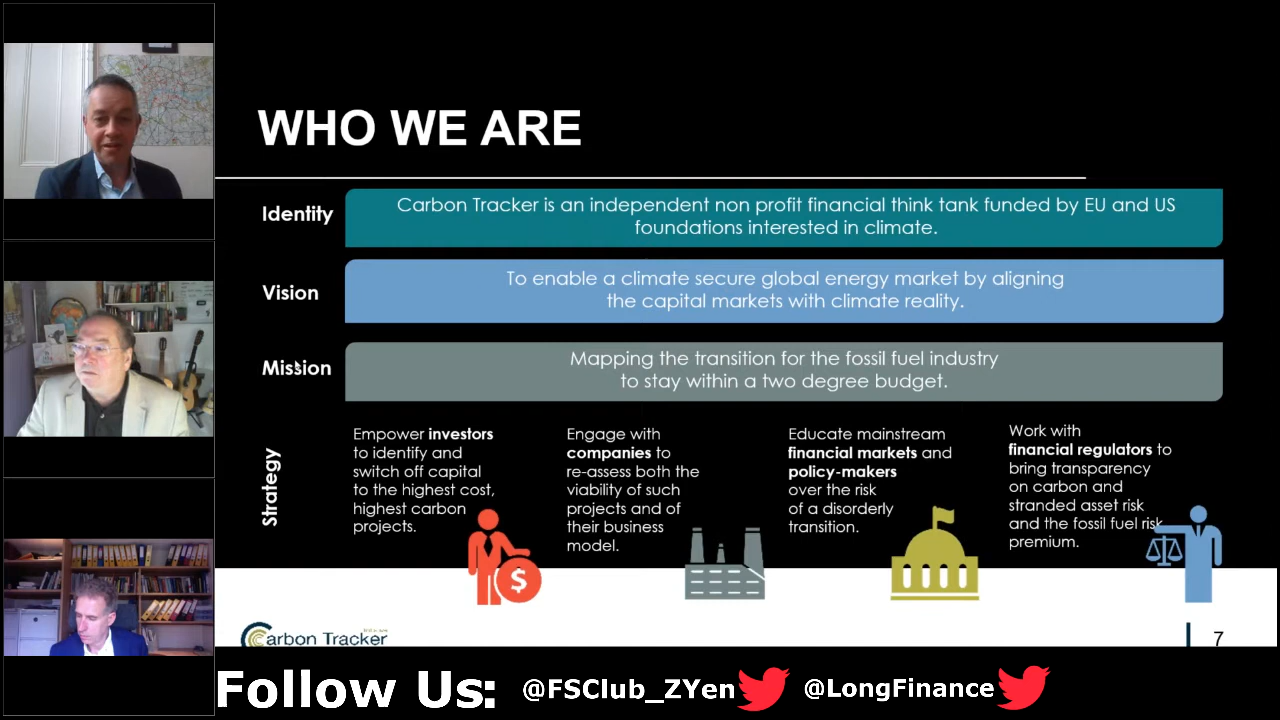 WHO WE ARE
Identity
Carbon Tracker is an independent non profit financial think tank funded by EU and US
foundations interested in climate.
Vision
To enable a climate secure global energy market by aligning
the capital markets with climate reality.
Mission
Mapping the transition for the fossil fuel industry
to stay within a two degree budget.
Strategy
Empower investors
to identify and
switch off capital
to the highest cost,
highest carbon
projects.
Engage with
companies to
re-assess both the
viability of such
projects and of
their business
model.
Educate mainstream
financial markets and
policy-makers
over the risk
of a disorderly
transition.
Work with
financial regulators to
bring transparency
on carbon and
stranded asset risk
and the fossil fuel risk
premium.
$
Carbon Tracker
7
Follow Us: @FSClub_ZYen @LongFinance